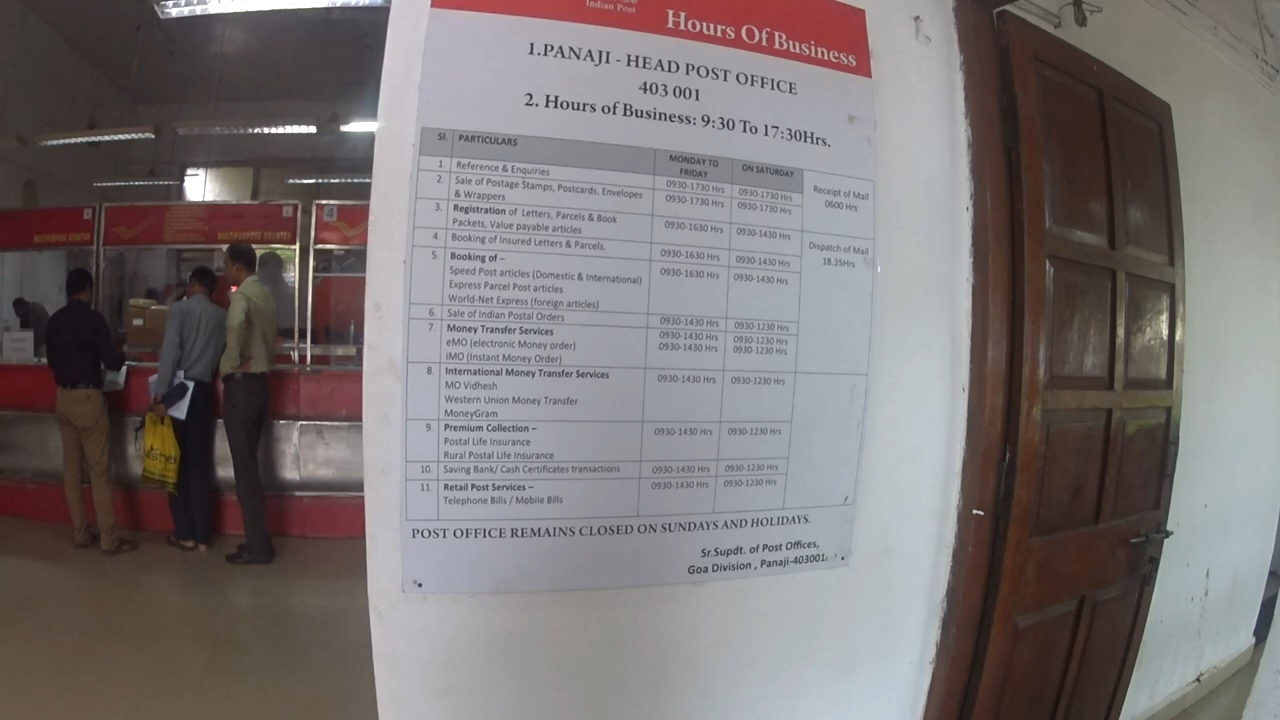 Indian Post
Hours Of Business
1.PANAJI - HEAD POST OFFICE
403 001
2. Hours of Business: 9:30 To 17:30Hrs.
Sl. PARTICULARS MONDAY TO FRIDAY ON SATURDAY
1. Reference & Enquiries 0930-1730 Hrs 0930-1730 Hrs
2. Sale of Postage Stamps, Postcards, Envelopes 0930-1730 Hrs 0930-1730 Hrs
& Wrappers
3. Registration of Letters, Parcels & Book 0930-1630 Hrs 0930-1430 Hrs
Packets, Value payable articles
4. Booking of Insured Letters & Parcels. 0930-1630 Hrs 0930-1430 Hrs
5. Booking of – 0930-1630 Hrs 0930-1430 Hrs
Speed Post articles (Domestic & International)
Express Parcel Post articles
World-Net Express (foreign articles)
6. Sale of Indian Postal Orders 0930-1430 Hrs 0930-1230 Hrs
7. Money Transfer Services 0930-1430 Hrs 0930-1230 Hrs
eMO (electronic Money order) 0930-1430 Hrs 0930-1230 Hrs
iMO (Instant Money Order)
8. International Money Transfer Services 0930-1430 Hrs 0930-1230 Hrs
MO Vidhesh
Western Union Money Transfer
MoneyGram
9. Premium Collection – 0930-1430 Hrs 0930-1230 Hrs
Postal Life Insurance
Rural Postal Life Insurance
10. Saving Bank/ Cash Certificates transactions 0930-1430 Hrs 0930-1230 Hrs
11. Retail Post Services – 0930-1430 Hrs 0930-1230 Hrs
Telephone Bills / Mobile Bills
Receipt of Mail
0600 Hrs
Dispatch of Mail
18.35Hrs
POST OFFICE REMAINS CLOSED ON SUNDAYS AND HOLIDAYS.
Sr.Supdt. of Post Offices,
Goa Division , Panaji-403001.
MULTIPURPOSE COUNTER
MULTIPURPOSE COUNTER
4